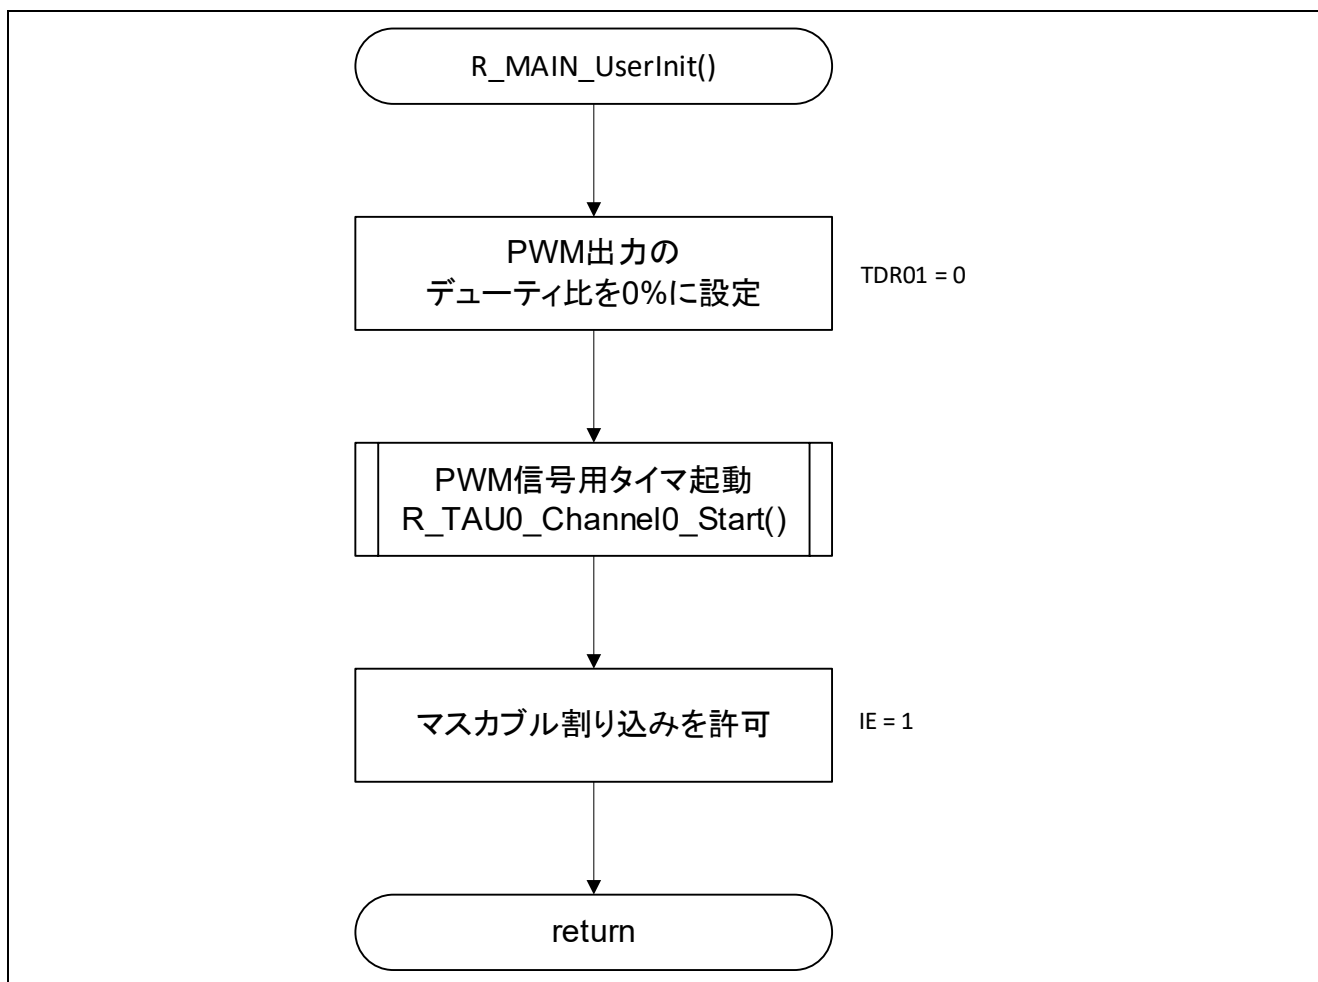 R_MAIN_UserInit()
PWM出力の
デューティ比を0%に設定
TDR01 = 0
PWM信号用タイマ起動
R_TAU0_Channel0_Start()
マスカブル割り込みを許可
IE = 1
return